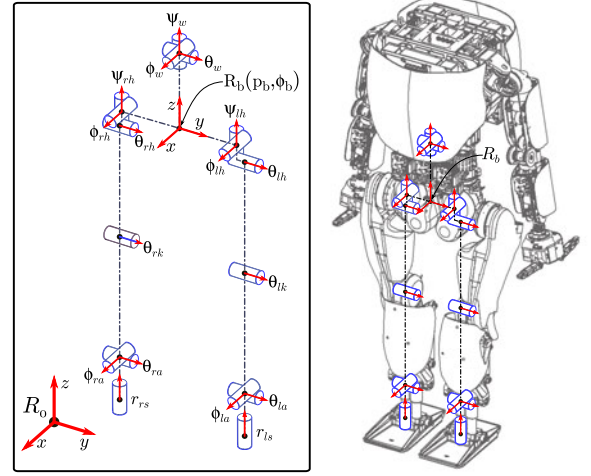 ψ_w
ϕ_w
θ_w
R_b(p_b,ϕ_b)
ψ_rh
z
ψ_lh
y
ϕ_rh
θ_rh
x
ϕ_lh
θ_lh
R_b
θ_rk
θ_lk
ϕ_ra
θ_ra
z
r_rs
ϕ_la
θ_la
R_o
x
y
r_ls